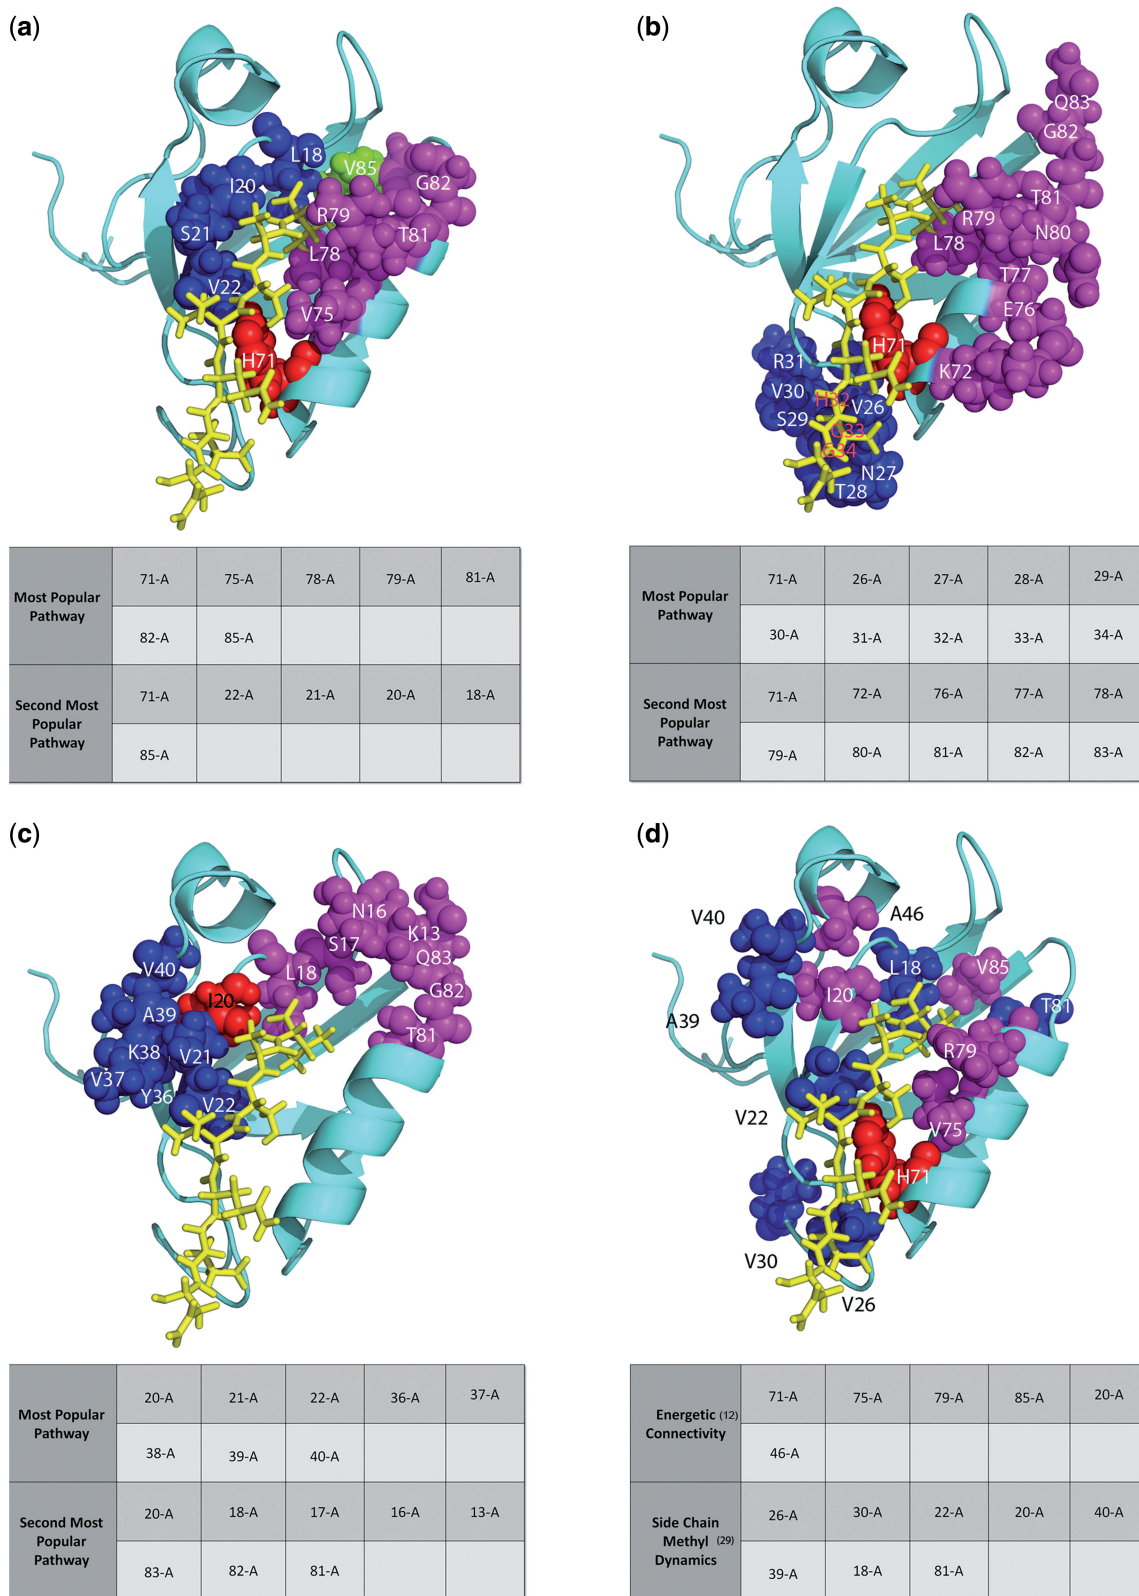 (a)
L18
V85
I20
G82
R79
S21
T81
L78
V22
V75
H71
Most Popular Pathway
71-A 75-A 78-A 79-A 81-A
82-A 85-A
Second Most Popular Pathway
71-A 22-A 21-A 20-A 18-A
85-A
(b)
Q83
G82
T81
R79
N80
L78
T77
E76
H71
R31
K72
V30
H32
V26
S29
G33
G34
N27
T28
Most Popular Pathway
71-A 26-A 27-A 28-A 29-A
30-A 31-A 32-A 33-A 34-A
Second Most Popular Pathway
71-A 72-A 76-A 77-A 78-A
79-A 80-A 81-A 82-A 83-A
(c)
N16
K13
S17
Q83
V40
L18
G82
I20
A39
T81
K38
V21
V37
Y36
V22
Most Popular Pathway
20-A 21-A 22-A 36-A 37-A
38-A 39-A 40-A
Second Most Popular Pathway
20-A 18-A 17-A 16-A 13-A
83-A 82-A 81-A
(d)
V40
A46
L18
V85
I20
T81
A39
R79
V22
V75
H71
V30
V26
Energetic (12) Connectivity
71-A 75-A 79-A 85-A 20-A
46-A
Side Chain Methyl (29) Dynamics
26-A 30-A 22-A 20-A 40-A
39-A 18-A 81-A